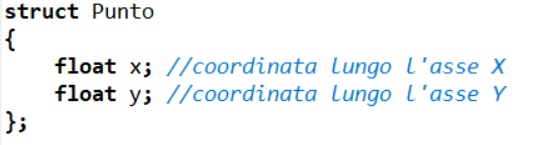 struct Punto
{
float x; //coordinata lungo l'asse X
float y; //coordinata lungo l'asse Y
};